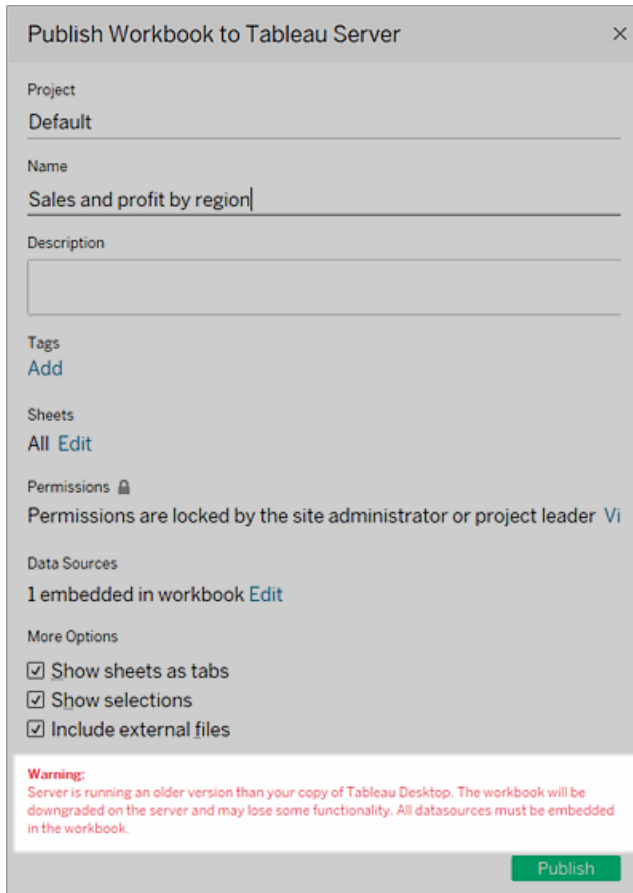 Publish Workbook to Tableau Server
Project
Default
Name
Sales and profit by region
Description
Tags
Add
Sheets
All Edit
Permissions
Permissions are locked by the site administrator or project leader Vi
Data Sources
1 embedded in workbook Edit
More Options
Show sheets as tabs
Show selections
Include external files
Warning:
Server is running an older version than your copy of Tableau Desktop. The workbook will be
downgraded on the server and may lose some functionality. All datasources must be embedded
in the workbook.
Publish